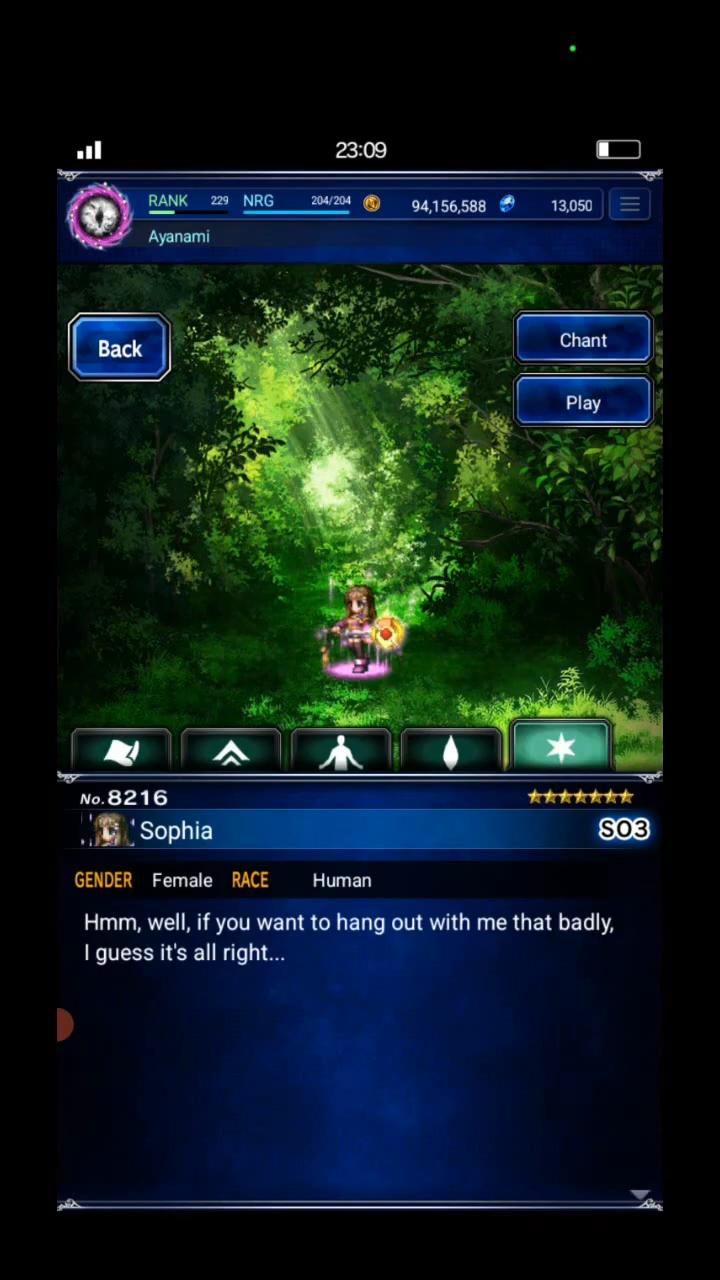 23:09
RANK 229 NRG 204/204 94,156,588 13,050
Ayanami
Back
Chant
Play
No.8216
Sophia SO3
GENDER Female RACE Human
Hmm, well, if you want to hang out with me that badly,
I guess it's all right...